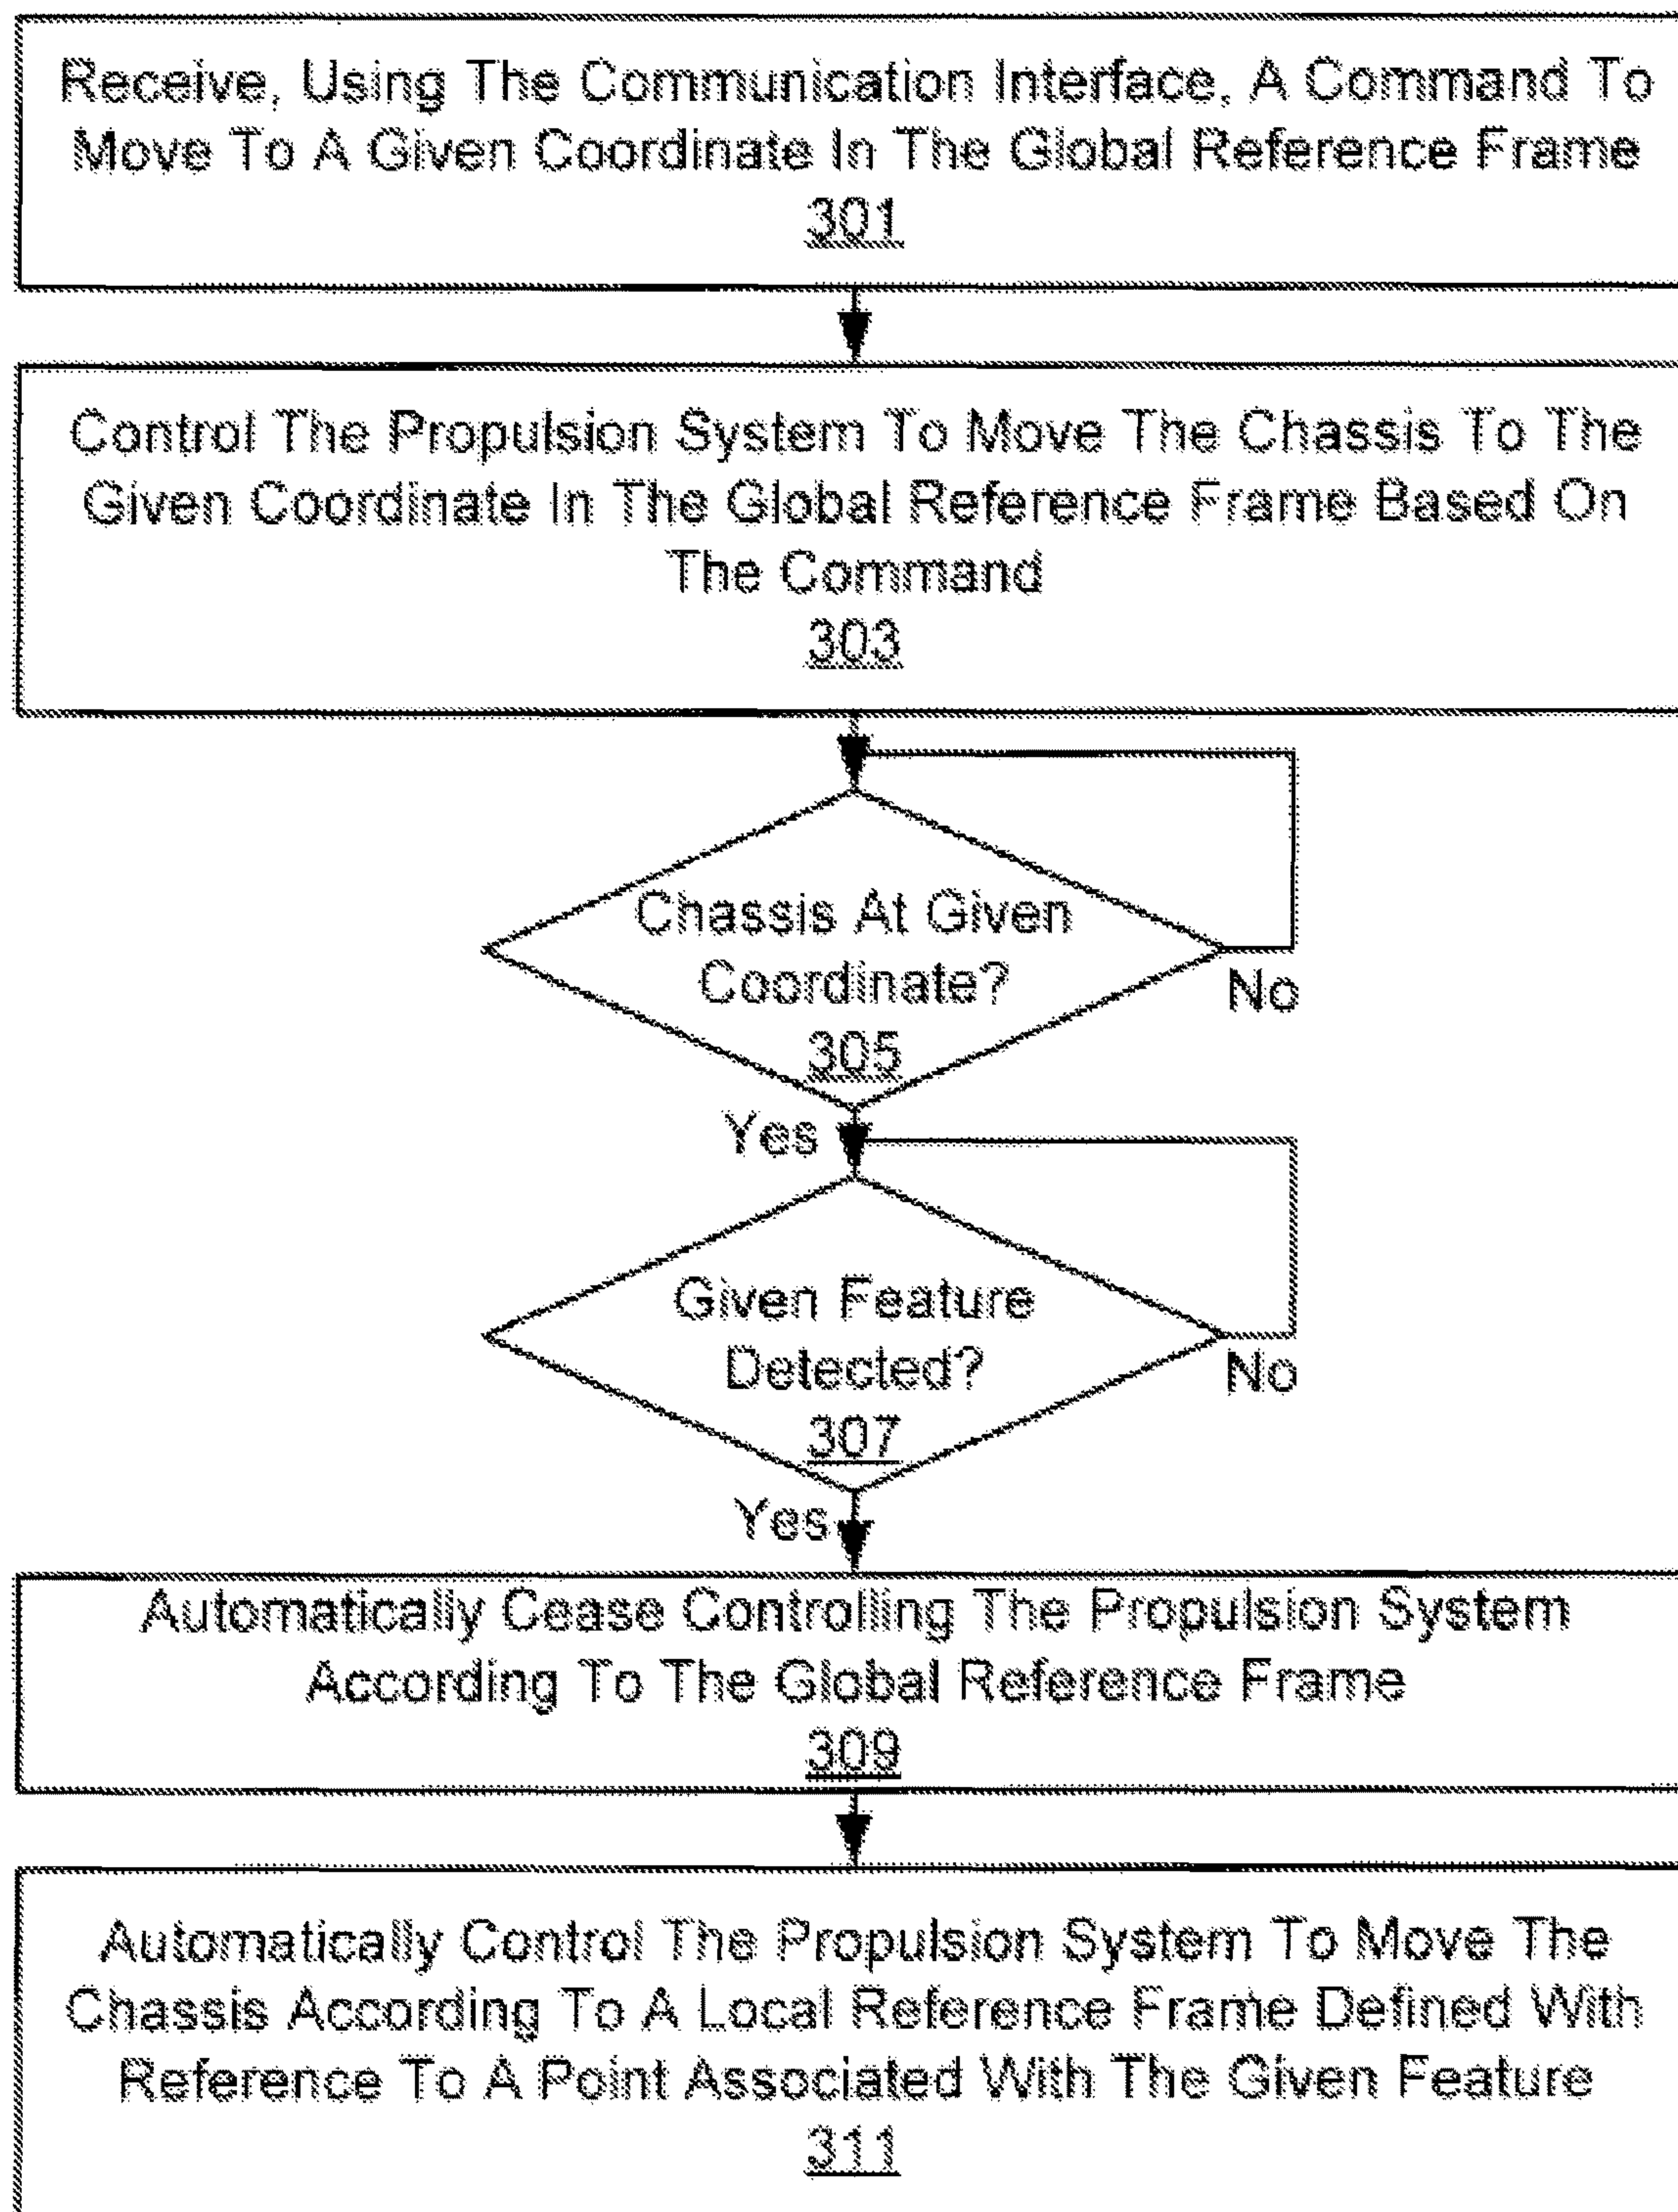 Receive, Using The Communication Interface, A Command To
Move To A Given Coordinate In The Global Reference Frame
301
Control The Propulsion System To Move The Chassis To The
Given Coordinate In The Global Reference Frame Based On
The Command
303
Chassis At Given
Coordinate?
305
No
Yes
Given Feature
Detected?
307
No
Yes
Automatically Cease Controlling The Propulsion System
According To The Global Reference Frame
309
Automatically Control The Propulsion System To Move The
Chassis According To A Local Reference Frame Defined With
Reference To A Point Associated With The Given Feature
311